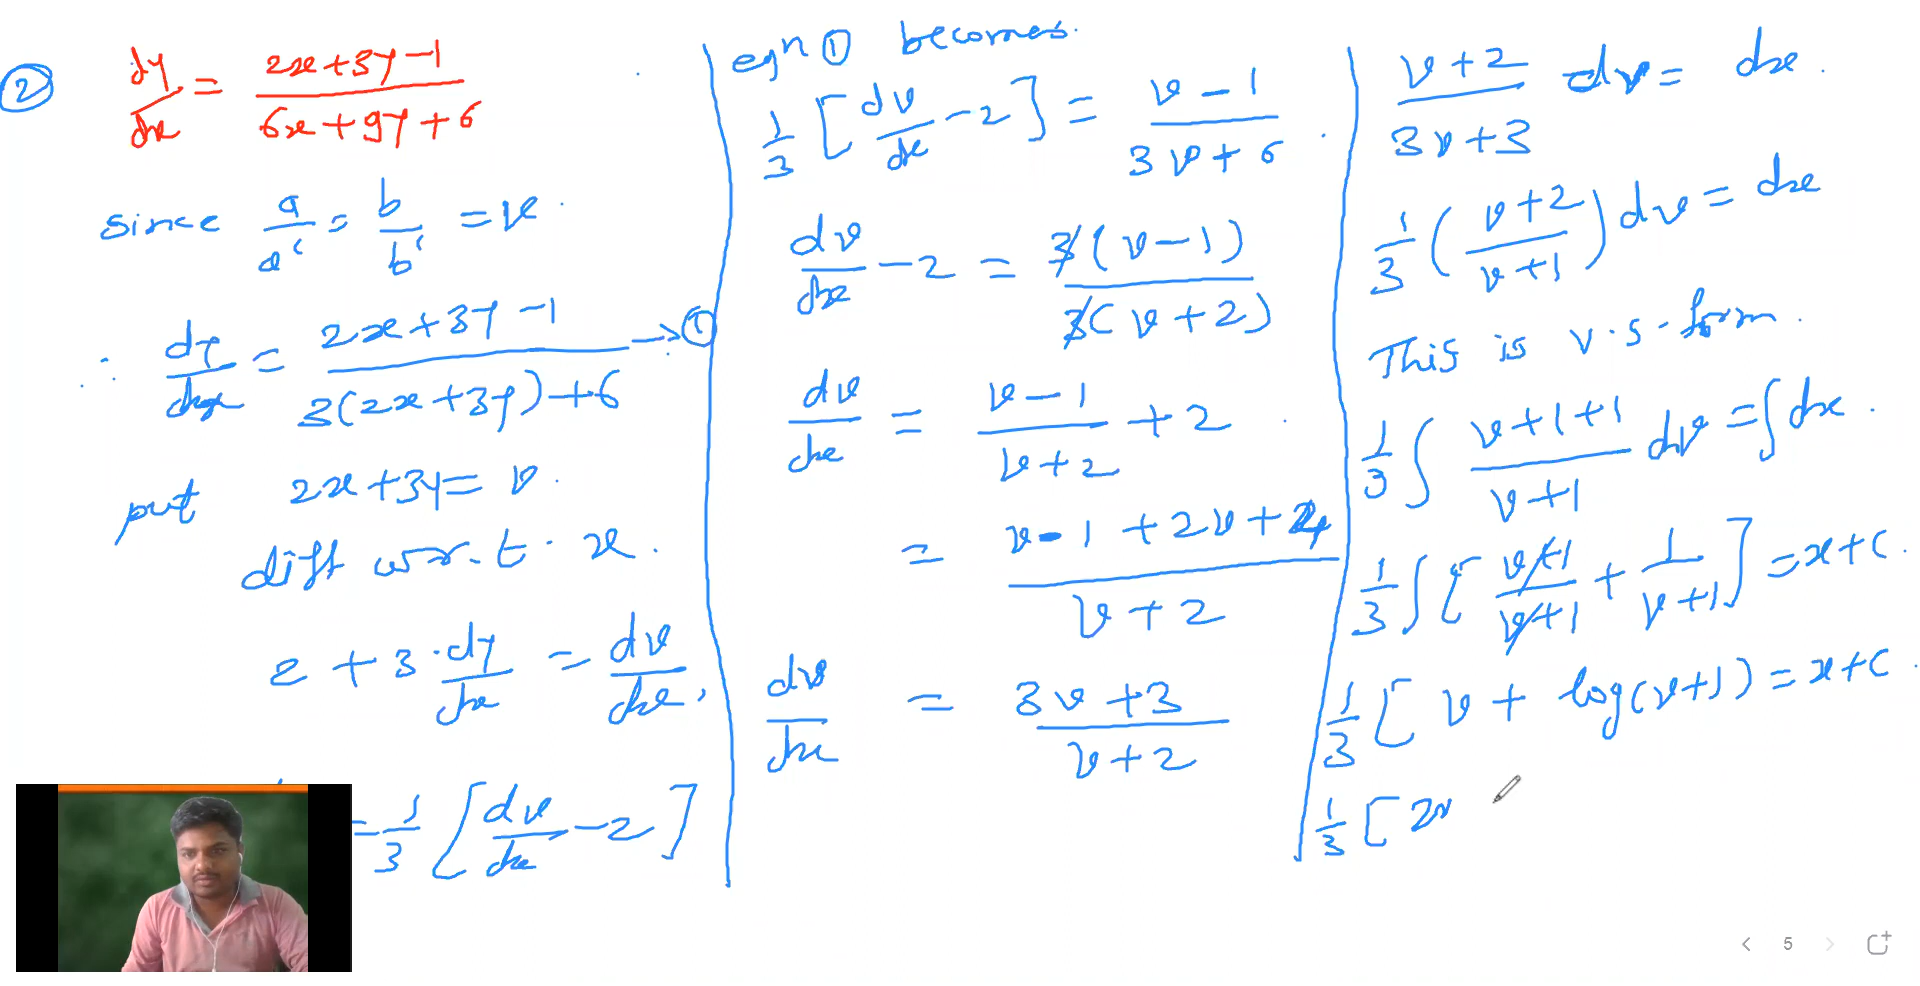 ② dy/dx = (2x+3y-1)/(6x+9y+6)
since a/a' = b/b' = k.
∴ dy/dx = (2x+3y-1)/(3(2x+3y)+6) → ①
put 2x+3y = v.
diff w.r.t. x.
2 + 3·dy/dx = dv/dx,
= 1/3 [dv/dx - 2]
eqn ① becomes.
1/3 [dv/dx - 2] = (v-1)/(3v+6).
dv/dx - 2 = 3(v-1)/3(v+2)
dv/dx = (v-1)/(v+2) + 2
= (v-1+2v+4)/(v+2)
dv/dx = (3v+3)/(v+2)
(v+2)/(3v+3) dv = dx.
1/3 ((v+2)/(v+1)) dv = dx
This is v.s. form.
1/3 ∫ (v+1+1)/(v+1) dv = ∫dx.
1/3 ∫ [(v+1)/(v+1) + 1/(v+1)] = x+c.
1/3 [v + log(v+1) = x+c.
1/3 [2x
5